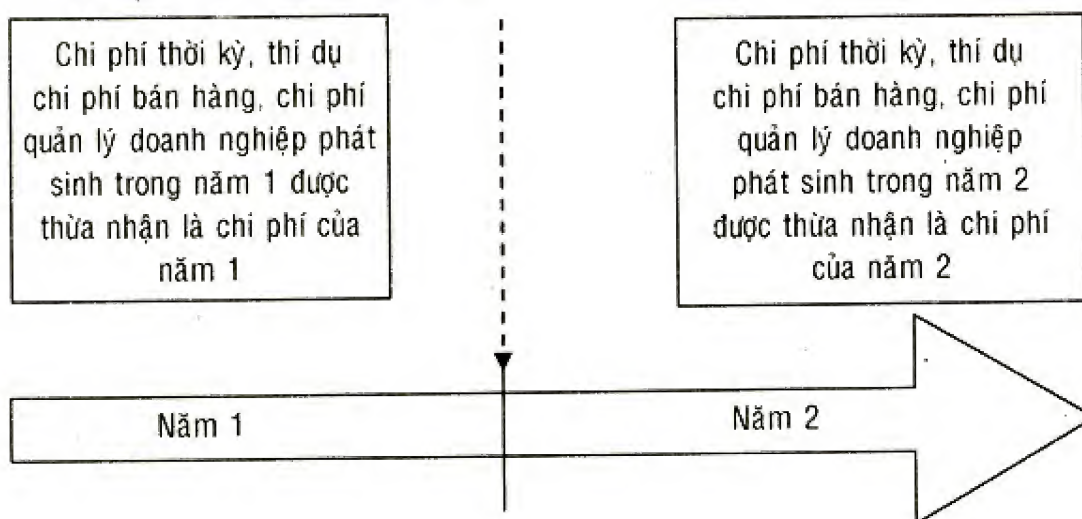 Chi phí thời kỳ, thí dụ
chi phí bán hàng, chi phí
quản lý doanh nghiệp phát
sinh trong năm 1 được
thừa nhận là chi phí của
năm 1
Chi phí thời kỳ, thí dụ
chi phí bán hàng, chi phí
quản lý doanh nghiệp
phát sinh trong năm 2
được thừa nhận là chi phí
của năm 2
Năm 1
Năm 2